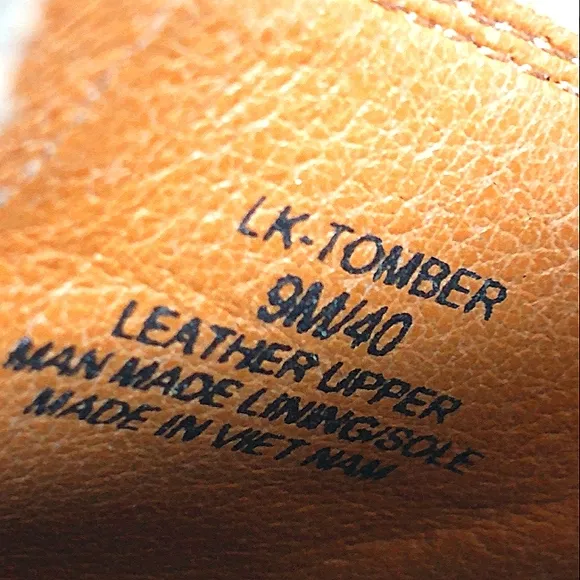 LK-TOMBER
9M/40
LEATHER UPPER
MAN MADE LINING/SOLE
MADE IN VIET NAM